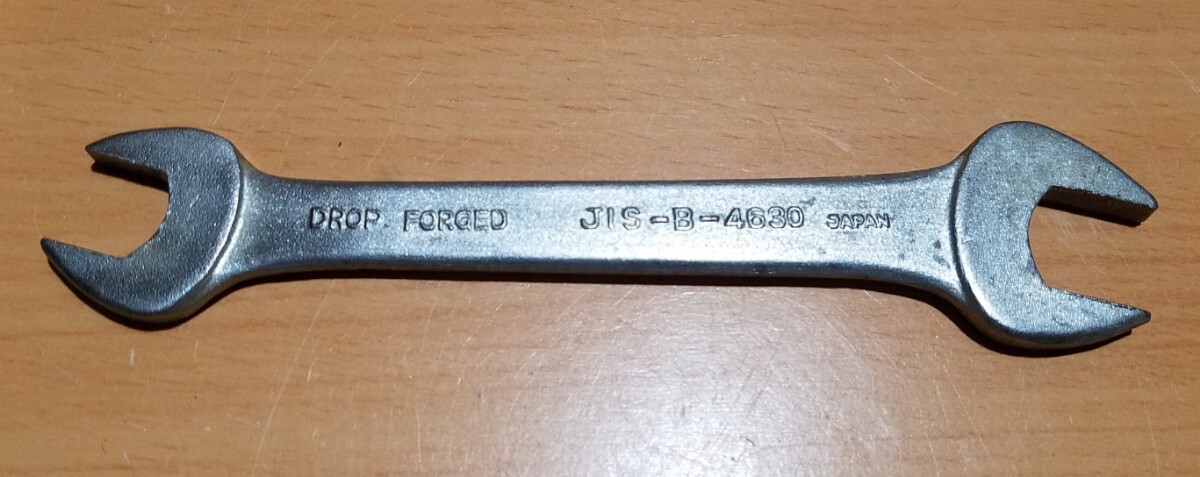 DROP FORGED JIS-B-4630 JAPAN